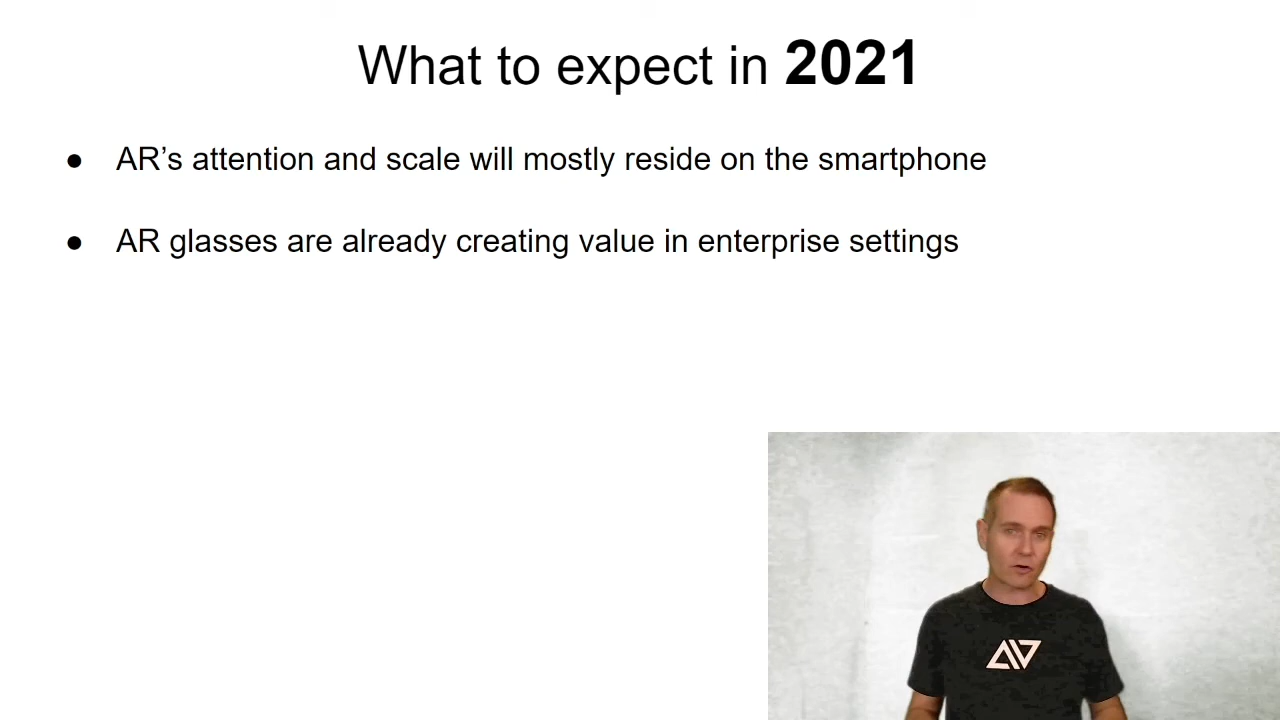 What to expect in 2021
● AR’s attention and scale will mostly reside on the smartphone
● AR glasses are already creating value in enterprise settings